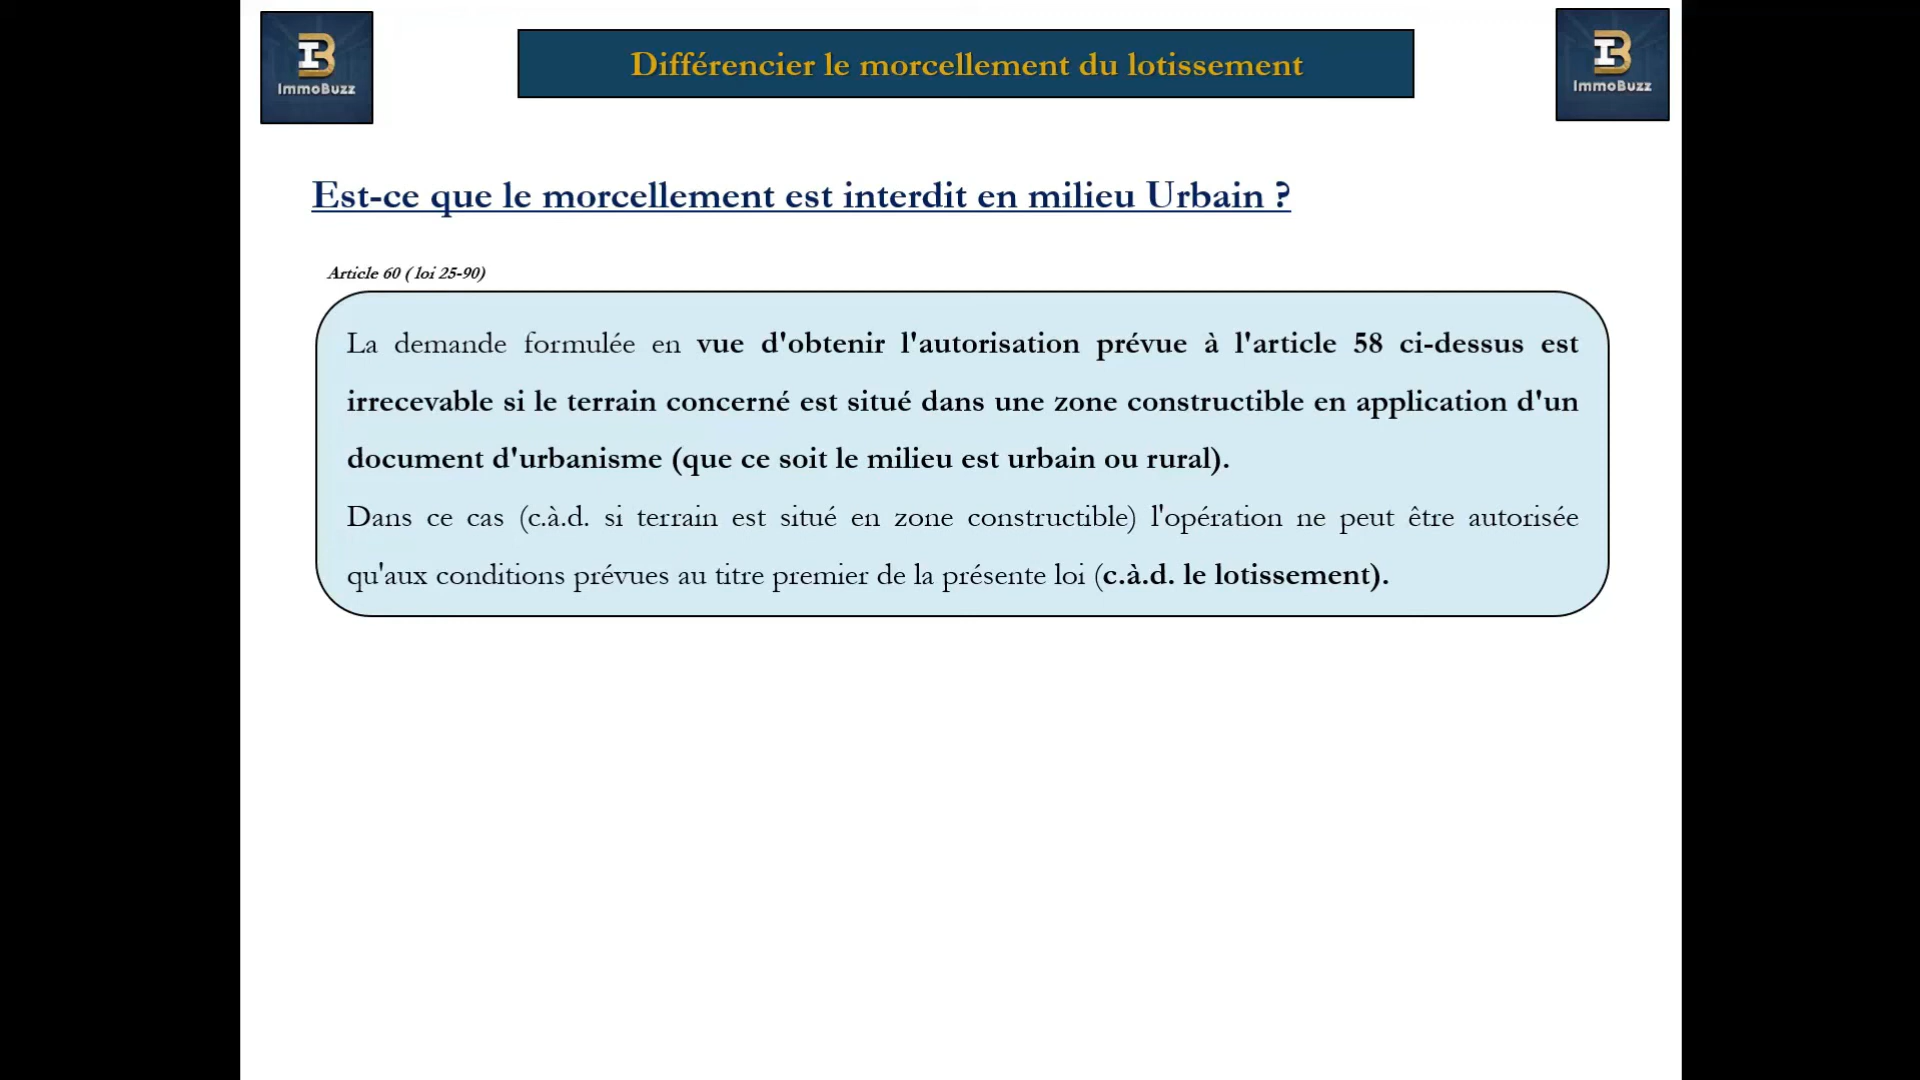 ImmoBuzz
Différencier le morcellement du lotissement
ImmoBuzz
Est-ce que le morcellement est interdit en milieu Urbain ?
Article 60 ( loi 25-90)
La demande formulée en vue d'obtenir l'autorisation prévue à l'article 58 ci-dessus est
irrecevable si le terrain concerné est situé dans une zone constructible en application d'un
document d'urbanisme (que ce soit le milieu est urbain ou rural).
Dans ce cas (c.à.d. si terrain est situé en zone constructible) l'opération ne peut être autorisée
qu'aux conditions prévues au titre premier de la présente loi (c.à.d. le lotissement).